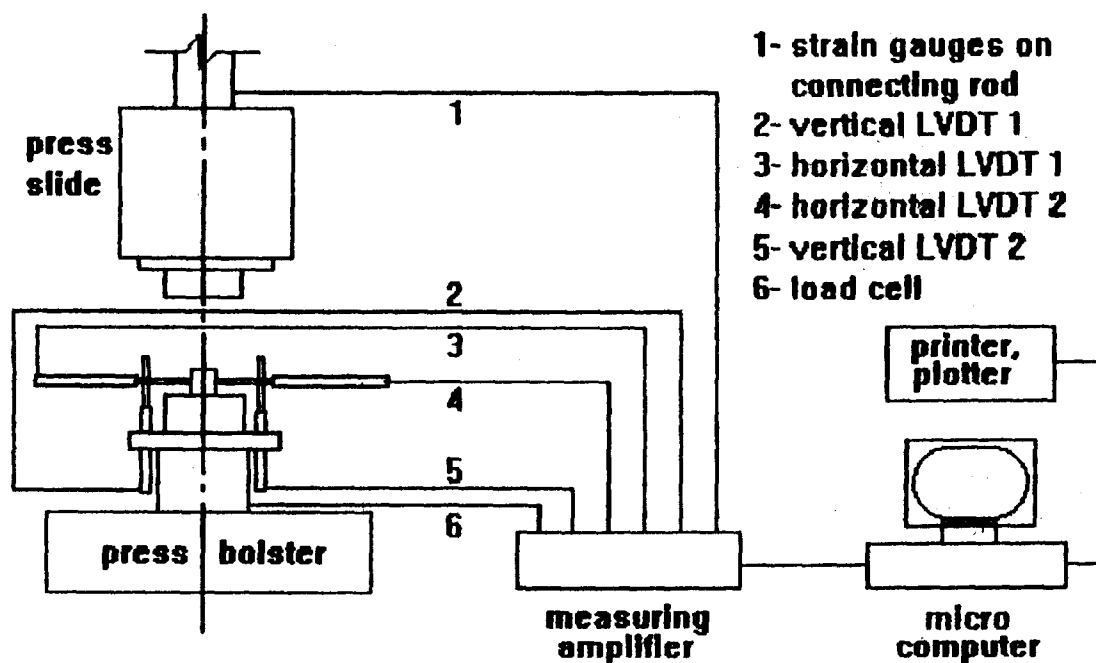 1- strain gauges on
connecting rod
2- vertical LVDT 1
3- horizontal LVDT 1
4- horizontal LVDT 2
5- vertical LVDT 2
6- load cell
press
slide
1
2
3
4
5
6
printer,
plotter
press bolster
measuring
amplifier
micro
computer